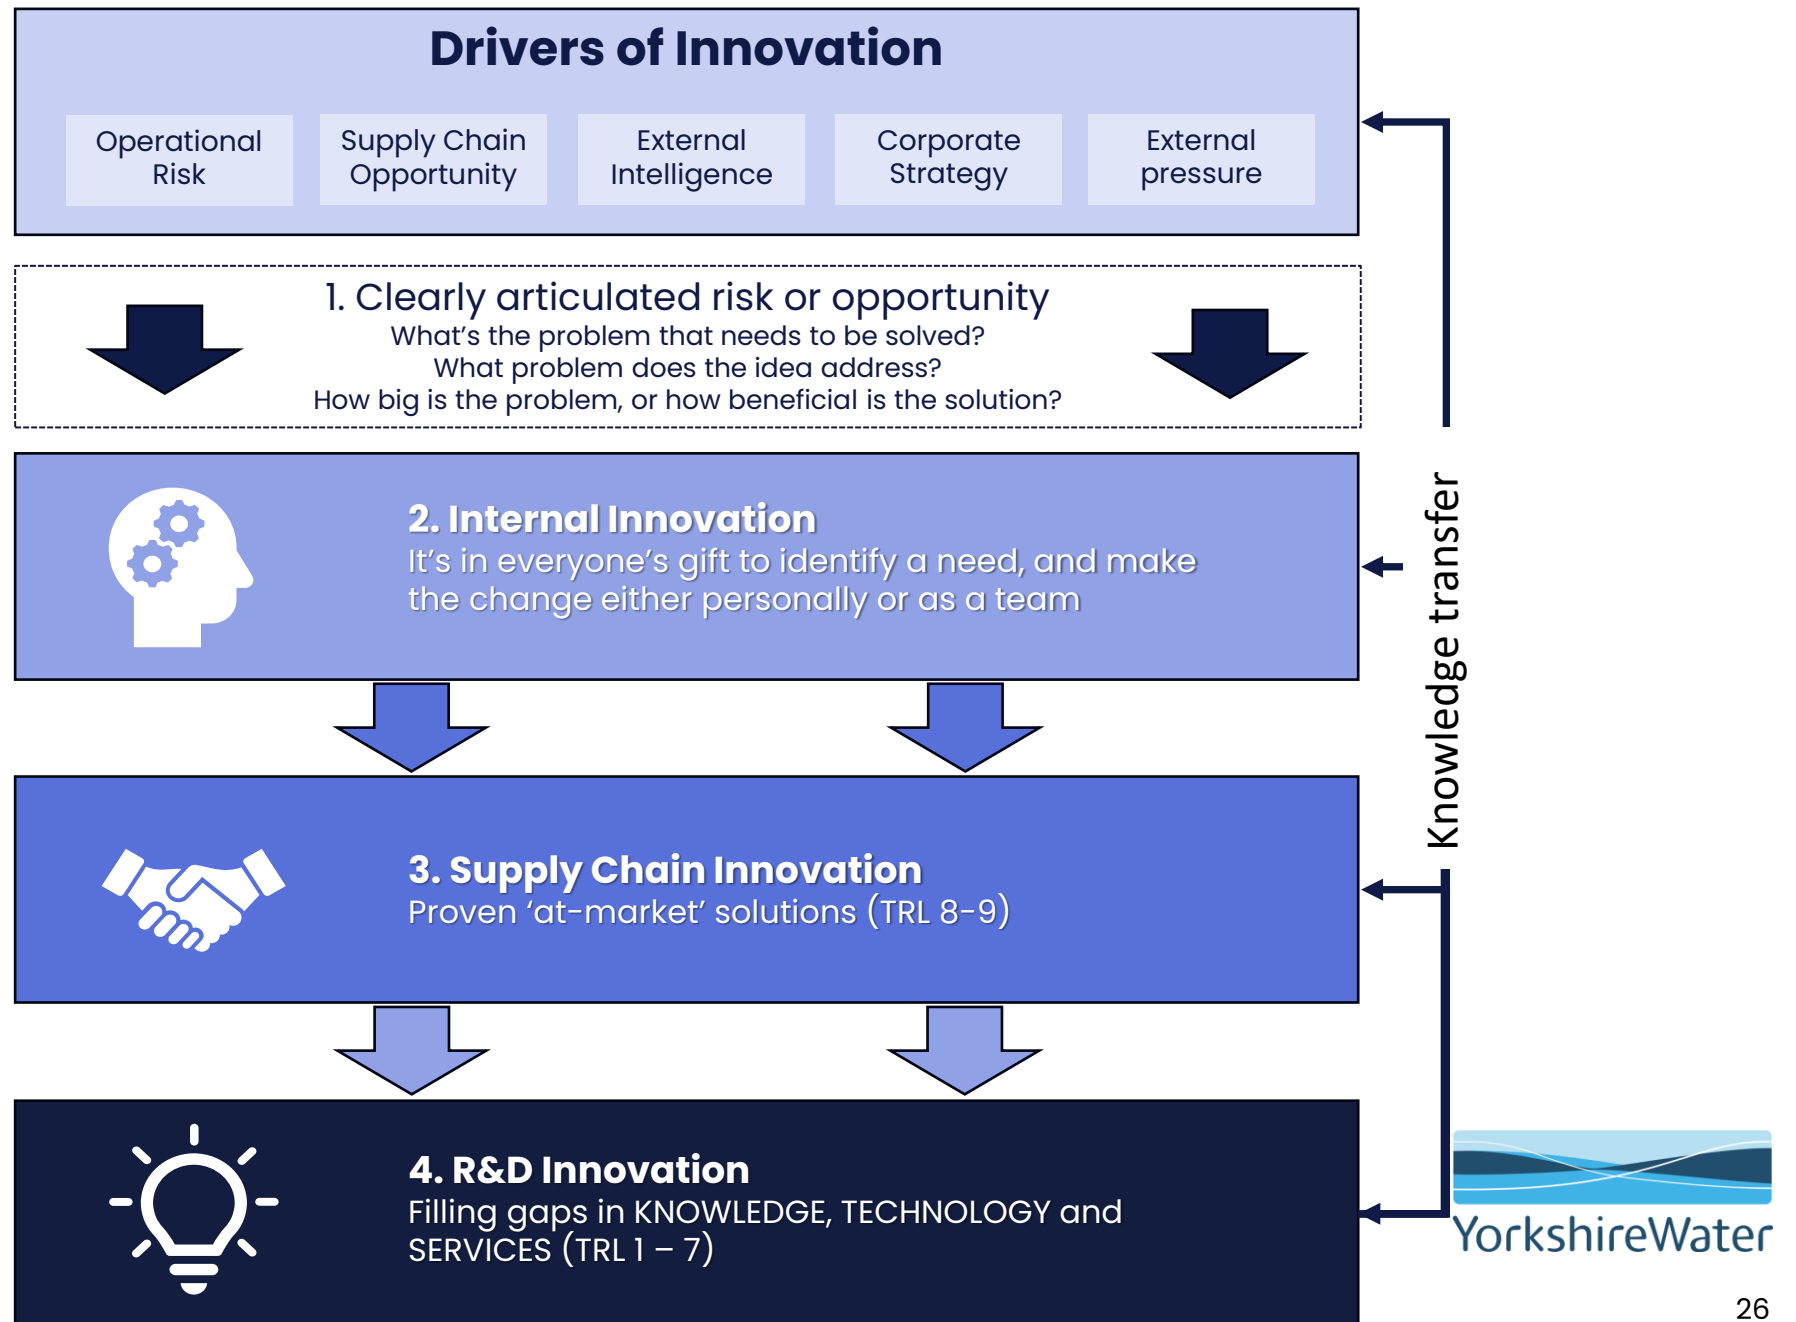 Drivers of Innovation
Operational
Risk
Supply Chain
Opportunity
External
Intelligence
Corporate
Strategy
External
pressure
1. Clearly articulated risk or opportunity
What’s the problem that needs to be solved?
What problem does the idea address?
How big is the problem, or how beneficial is the solution?
2. Internal Innovation
It’s in everyone’s gift to identify a need, and make
the change either personally or as a team
3. Supply Chain Innovation
Proven ‘at-market’ solutions (TRL 8-9)
4. R&D Innovation
Filling gaps in KNOWLEDGE, TECHNOLOGY and
SERVICES (TRL 1 – 7)
Knowledge transfer
YorkshireWater
26